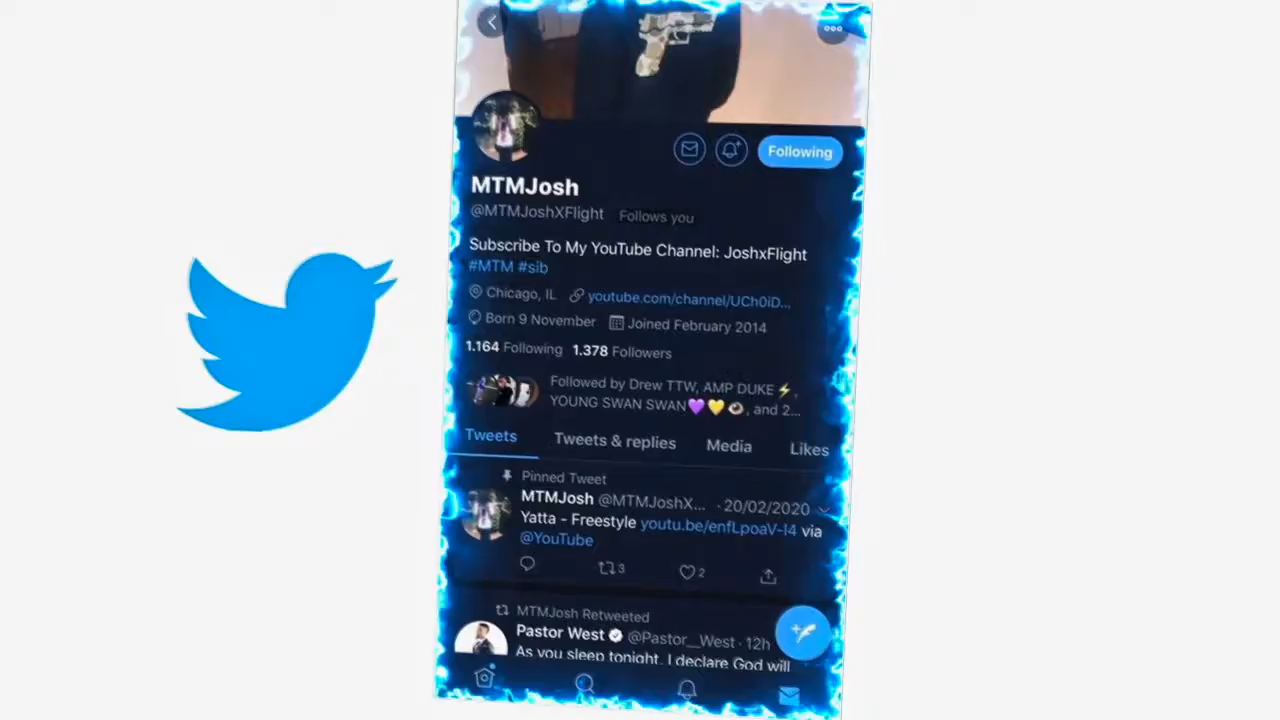 Following
MTMJosh
@MTMJoshXFlight Follows you
Subscribe To My YouTube Channel: JoshxFlight
#MTM #sib
Chicago, IL youtube.com/channel/UCh0iD...
Born 9 November Joined February 2014
1.164 Following 1.378 Followers
Followed by Drew TTW, AMP DUKE⚡,
YOUNG SWAN SWAN💜💛🧿, and 2...
Tweets Tweets & replies Media Likes
Pinned Tweet
MTMJosh @MTMJoshX... · 20/02/2020
Yatta - Freestyle youtu.be/enfLpoaV-I4 via
@YouTube
3 2
MTMJosh Retweeted
Pastor West @Pastor__West · 12h
As you sleep tonight, I declare God will